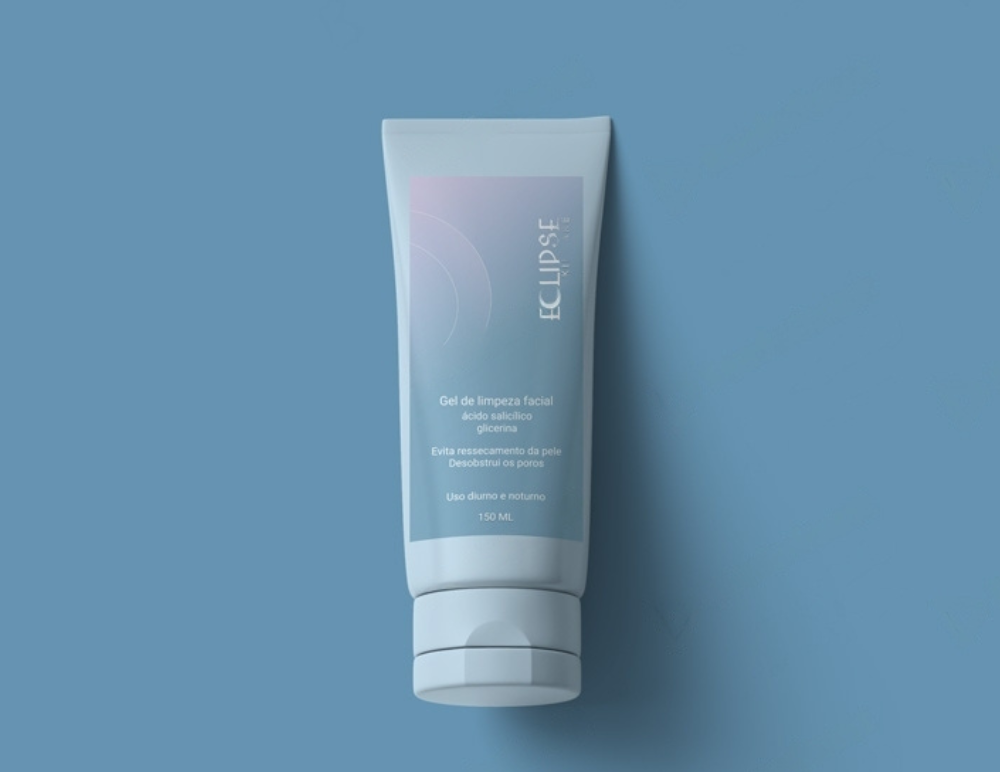 ECLIPSE
Gel de limpeza facial
ácido salicílico
glicerina
Evita ressecamento da pele
Desobstrui os poros
Uso diurno e noturno
150 ML